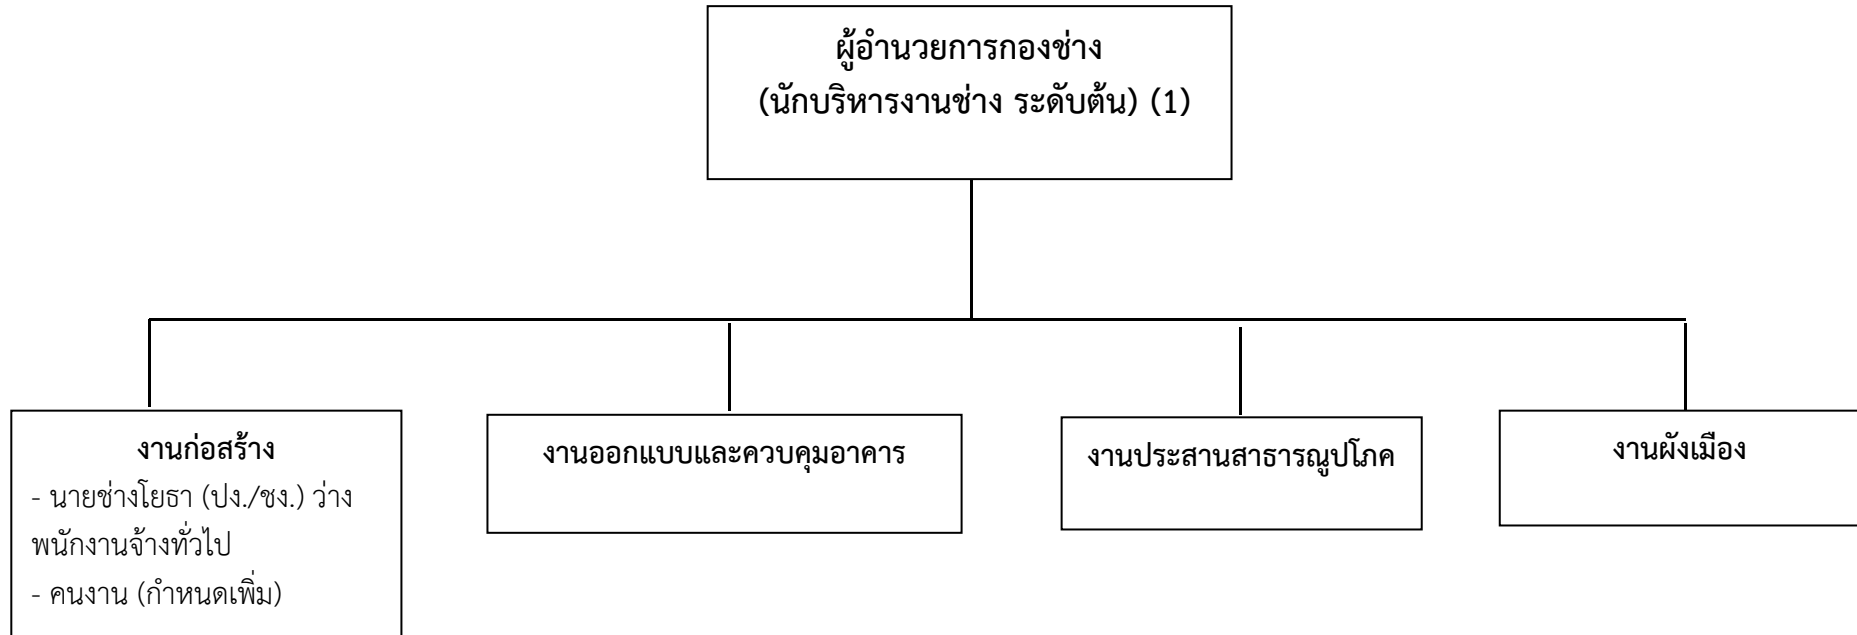 ผู้อำนวยการกองช่าง
(นักบริหารงานช่าง ระดับต้น) (1)
งานก่อสร้าง
- นายช่างโยธา (ปง./ชง.) ว่าง
พนักงานจ้างทั่วไป
- คนงาน (กำหนดเพิ่ม)
งานออกแบบและควบคุมอาคาร
งานประสานสาธารณูปโภค
งานผังเมือง